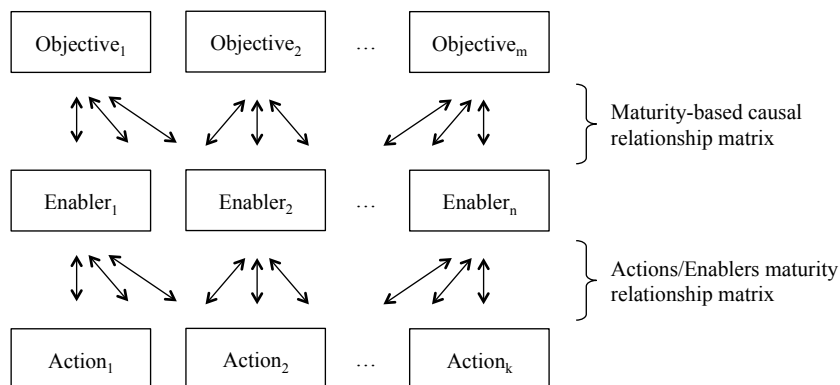 Objective₁ Objective₂ … Objectiveₘ
Maturity-based causal
relationship matrix
Enabler₁ Enabler₂ … Enablerₙ
Actions/Enablers maturity
relationship matrix
Action₁ Action₂ … Actionₖ